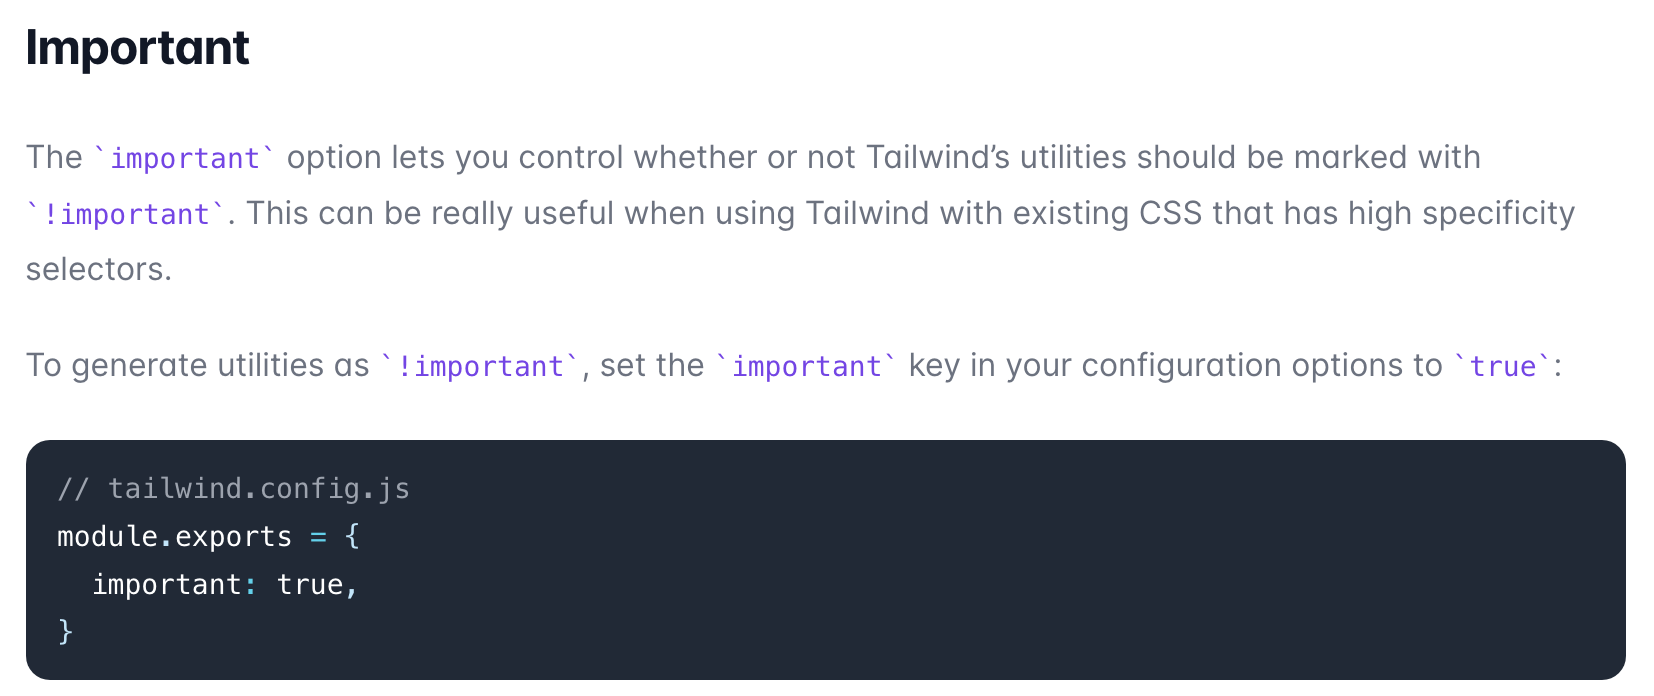 Important
The `important` option lets you control whether or not Tailwind’s utilities should be marked with
`!important`. This can be really useful when using Tailwind with existing CSS that has high specificity
selectors.
To generate utilities as `!important`, set the `important` key in your configuration options to `true`:
// tailwind.config.js
module.exports = {
  important: true,
}